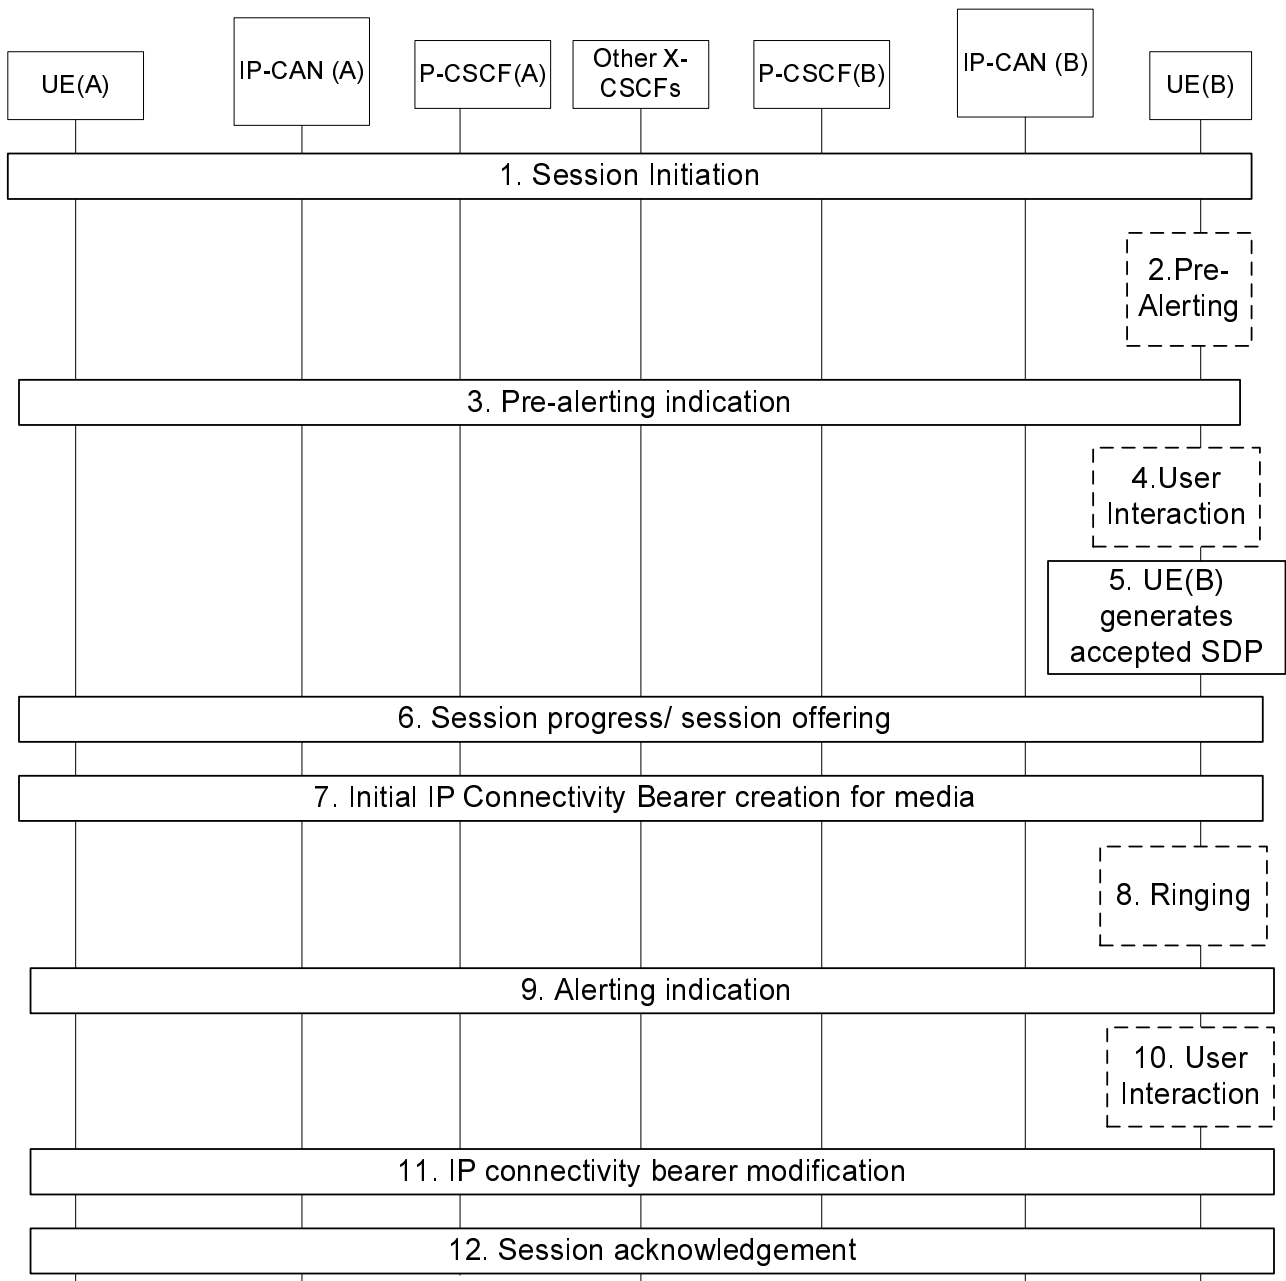 UE(A)
IP-CAN (A)
P-CSCF(A)
Other X-
CSCFs
P-CSCF(B)
IP-CAN (B)
UE(B)
1. Session Initiation
2.Pre-
Alerting
3. Pre-alerting indication
4.User
Interaction
5. UE(B)
generates
accepted SDP
6. Session progress/ session offering
7. Initial IP Connectivity Bearer creation for media
8. Ringing
9. Alerting indication
10. User
Interaction
11. IP connectivity bearer modification
12. Session acknowledgement